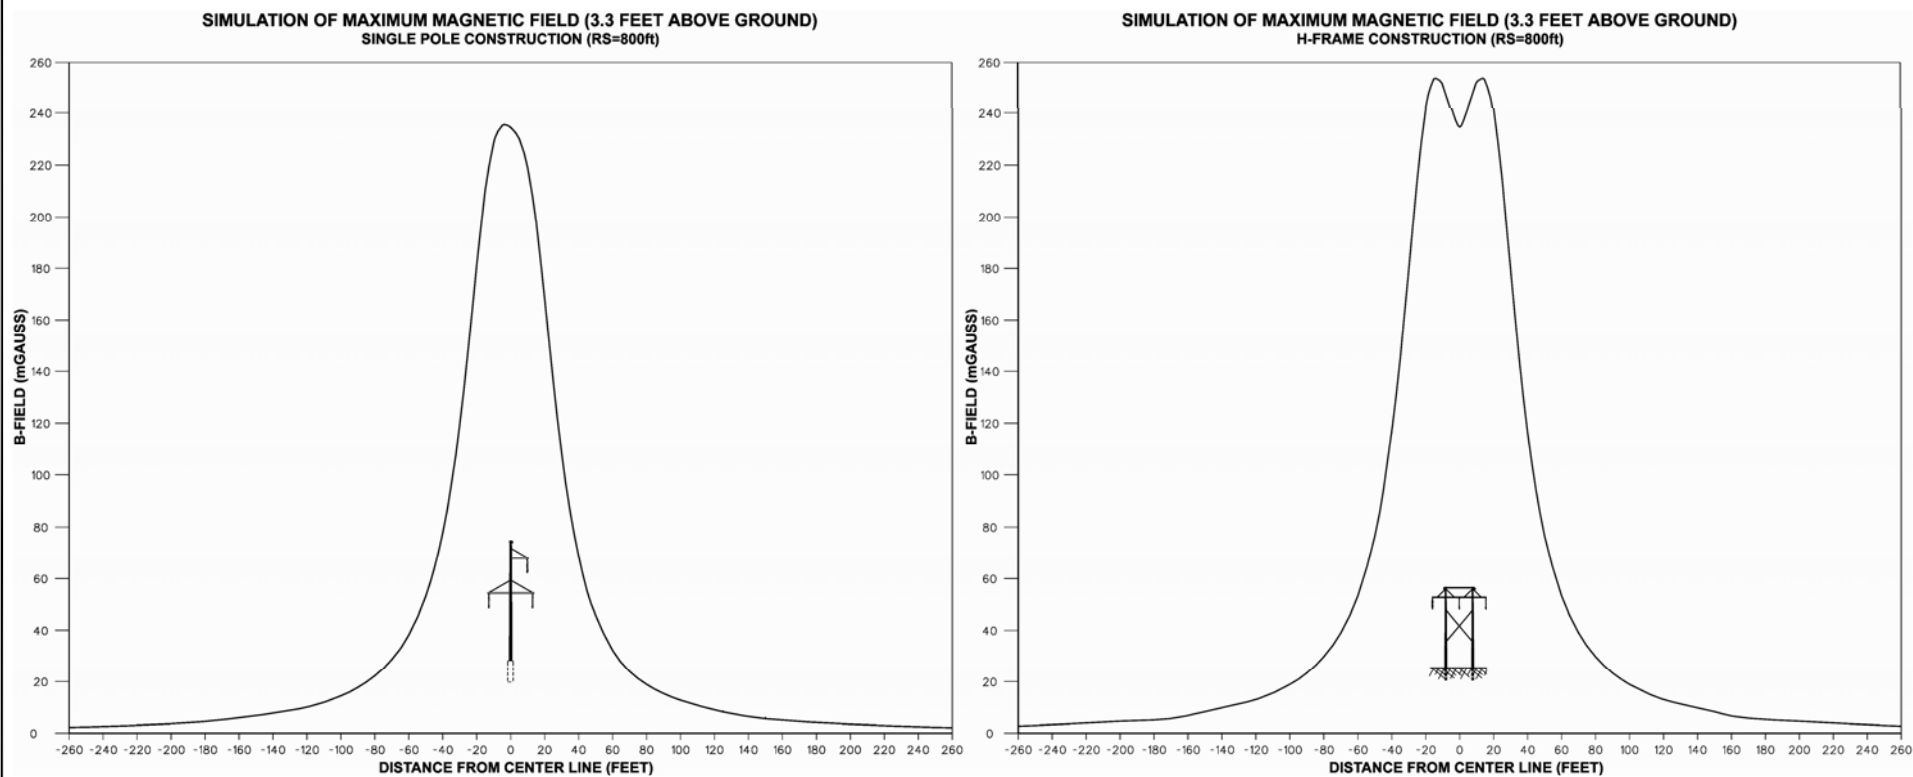 SIMULATION OF MAXIMUM MAGNETIC FIELD (3.3 FEET ABOVE GROUND)
SINGLE POLE CONSTRUCTION (RS=800ft)
260
240
220
200
180
160
140
120
100
80
60
40
20
0
B-FIELD (mGAUSS)
-260 -240 -220 -200 -180 -160 -140 -120 -100 -80 -60 -40 -20 0 20 40 60 80 100 120 140 160 180 200 220 240 260
DISTANCE FROM CENTER LINE (FEET)
SIMULATION OF MAXIMUM MAGNETIC FIELD (3.3 FEET ABOVE GROUND)
H-FRAME CONSTRUCTION (RS=800ft)
260
240
220
200
180
160
140
120
100
80
60
40
20
0
B-FIELD (mGAUSS)
-260 -240 -220 -200 -180 -160 -140 -120 -100 -80 -60 -40 -20 0 20 40 60 80 100 120 140 160 180 200 220 240 260
DISTANCE FROM CENTER LINE (FEET)